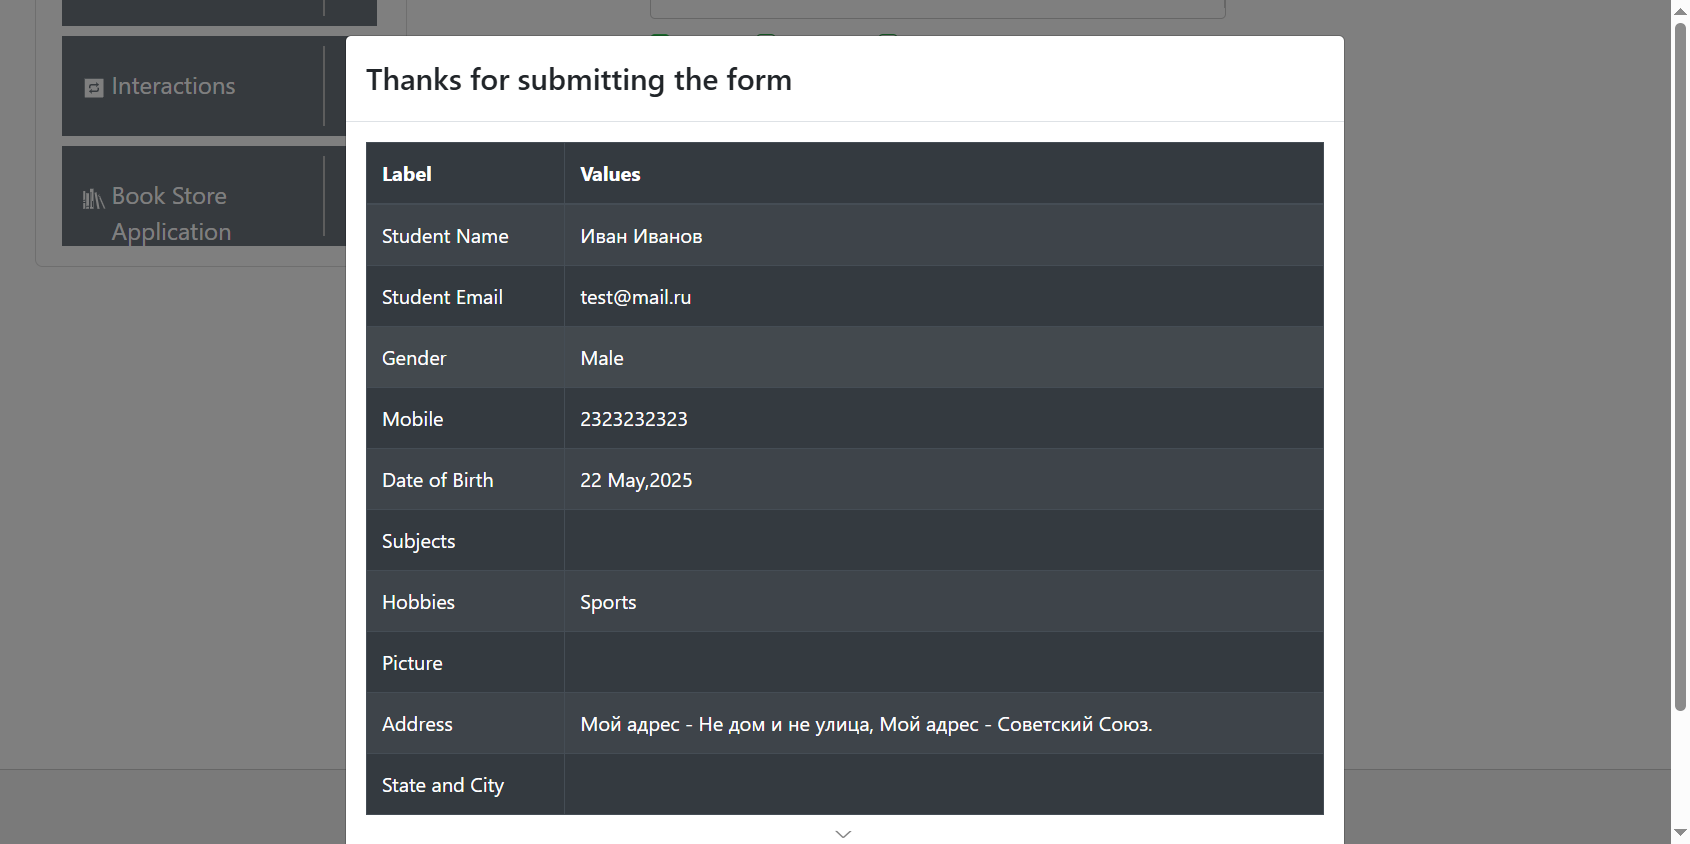 Interactions
Book Store
Application
Thanks for submitting the form
Label Values
Student Name Иван Иванов
Student Email test@mail.ru
Gender Male
Mobile 2323232323
Date of Birth 22 May,2025
Subjects
Hobbies Sports
Picture
Address Мой адрес - Не дом и не улица, Мой адрес - Советский Союз.
State and City